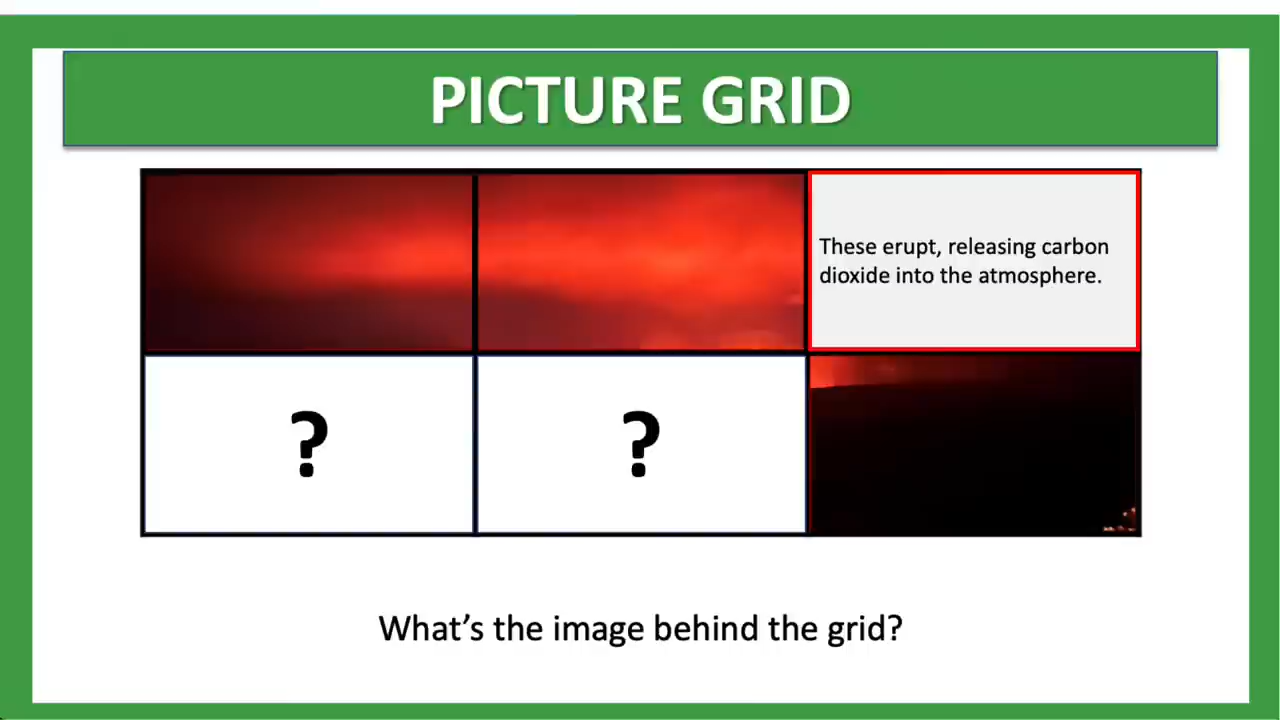 PICTURE GRID
These erupt, releasing carbon
dioxide into the atmosphere.
? ?
What’s the image behind the grid?